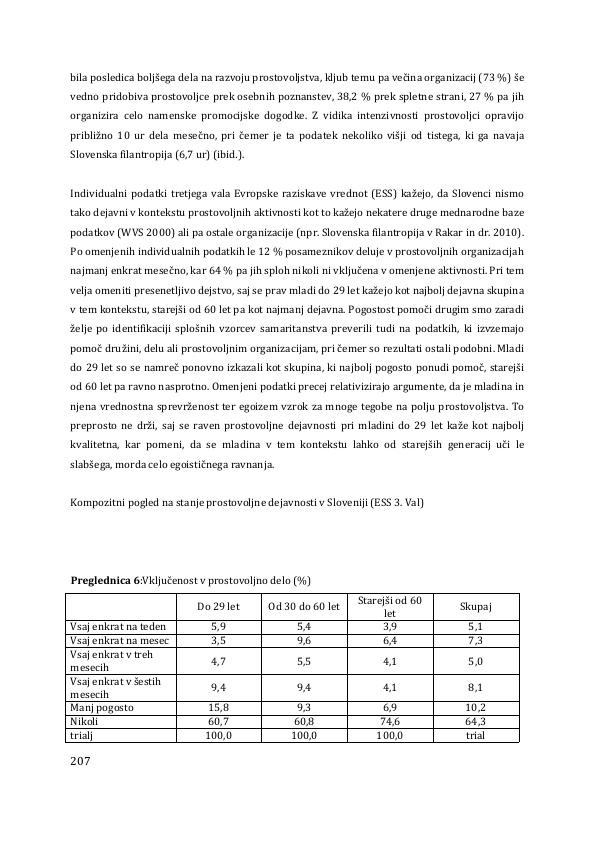 bila posledica boljšega dela na razvoju prostovoljstva, kljub temu pa večina organizacij (73 %) še
vedno pridobiva prostovoljce prek osebnih poznanstev, 38,2 % prek spletne strani, 27 % pa jih
organizira celo namenske promocijske dogodke. Z vidika intenzivnosti prostovoljci opravijo
približno 10 ur dela mesečno, pri čemer je ta podatek nekoliko višji od tistega, ki ga navaja
Slovenska filantropija (6,7 ur) (ibid.).
Individualni podatki tretjega vala Evropske raziskave vrednot (ESS) kažejo, da Slovenci nismo
tako dejavni v kontekstu prostovoljnih aktivnosti kot to kažejo nekatere druge mednarodne baze
podatkov (WVS 2000) ali pa ostale organizacije (npr. Slovenska filantropija v Rakar in dr. 2010).
Po omenjenih individualnih podatkih le 12 % posameznikov deluje v prostovoljnih organizacijah
najmanj enkrat mesečno, kar 64 % pa jih sploh nikoli ni vključena v omenjene aktivnosti. Pri tem
velja omeniti presenetljivo dejstvo, saj se prav mladi do 29 let kažejo kot najbolj dejavna skupina
v tem kontekstu, starejši od 60 let pa kot najmanj dejavna. Pogostost pomoči drugim smo zaradi
želje po identifikaciji splošnih vzorcev samaritanstva preverili tudi na podatkih, ki izvzemajo
pomoč družini, delu ali prostovoljnim organizacijam, pri čemer so rezultati ostali podobni. Mladi
do 29 let so se namreč ponovno izkazali kot skupina, ki najbolj pogosto ponudi pomoč, starejši
od 60 let pa ravno nasprotno. Omenjeni podatki precej relativizirajo argumente, da je mladina in
njena vrednostna sprevrženost ter egoizem vzrok za mnoge tegobe na polju prostovoljstva. To
preprosto ne drži, saj se raven prostovoljne dejavnosti pri mladini do 29 let kaže kot najbolj
kvalitetna, kar pomeni, da se mladina v tem kontekstu lahko od starejših generacij uči le
slabšega, morda celo egoističnega ravnanja.
Kompozitni pogled na stanje prostovoljne dejavnosti v Sloveniji (ESS 3. Val)
Preglednica 6:Vključenost v prostovoljno delo (%)
Do 29 let Od 30 do 60 let Starejši od 60 let Skupaj
Vsaj enkrat na teden 5,9 5,4 3,9 5,1
Vsaj enkrat na mesec 3,5 9,6 6,4 7,3
Vsaj enkrat v treh mesecih 4,7 5,5 4,1 5,0
Vsaj enkrat v šestih mesecih 9,4 9,4 4,1 8,1
Manj pogosto 15,8 9,3 6,9 10,2
Nikoli 60,7 60,8 74,6 64,3
trialj 100,0 100,0 100,0 trial
207